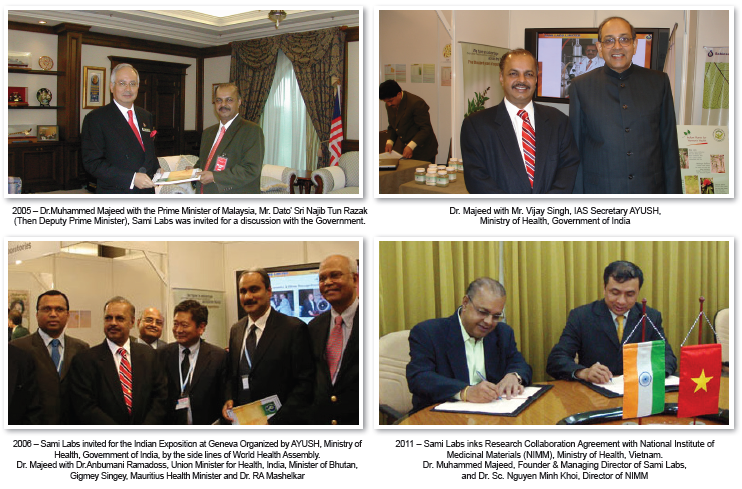 2005 – Dr.Muhammed Majeed with the Prime Minister of Malaysia, Mr. Dato' Sri Najib Tun Razak
(Then Deputy Prime Minister), Sami Labs was invited for a discussion with the Government.
Dr. Majeed with Mr. Vijay Singh, IAS Secretary AYUSH,
Ministry of Health, Government of India
2006 – Sami Labs invited for the Indian Exposition at Geneva Organized by AYUSH, Ministry of
Health, Government of India, by the side lines of World Health Assembly.
Dr. Majeed with Dr.Anbumani Ramadoss, Union Minister for Health, India, Minister of Bhutan,
Gigmey Singey, Mauritius Health Minister and Dr. RA Mashelkar
2011 – Sami Labs inks Research Collaboration Agreement with National Institute of
Medicinal Materials (NIMM), Ministry of Health, Vietnam.
Dr. Muhammed Majeed, Founder & Managing Director of Sami Labs,
and Dr. Sc. Nguyen Minh Khoi, Director of NIMM